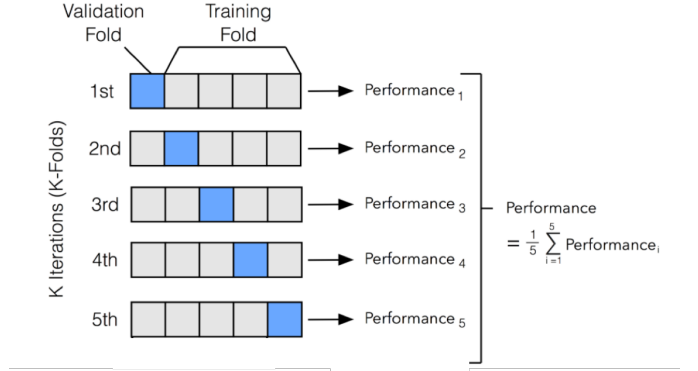 Validation Fold
Training Fold
1st
Performance 1
2nd
Performance 2
3rd
Performance 3
4th
Performance 4
5th
Performance 5
K Iterations (K-Folds)
Performance
= 1/5 5 ∑ i=1 Performance i